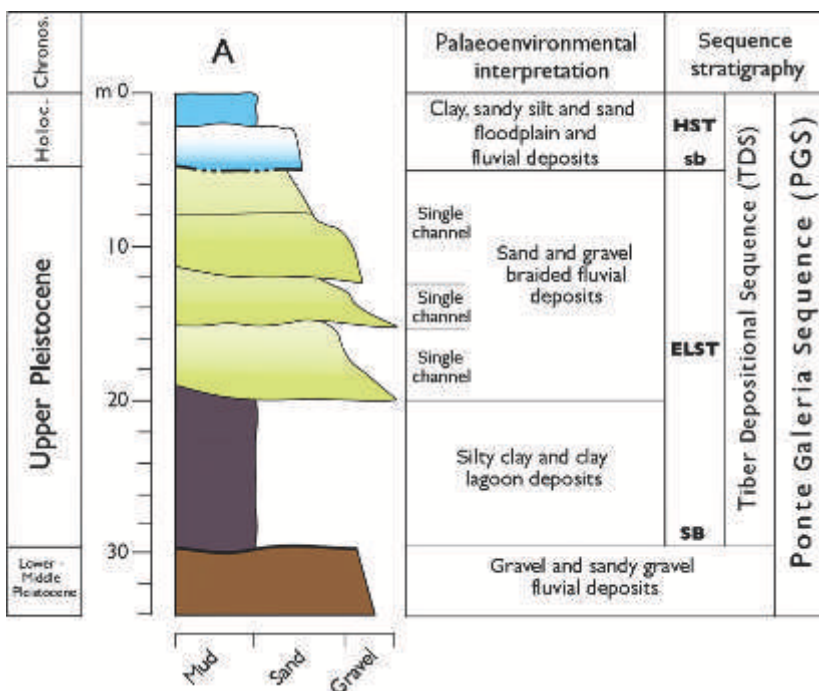 Chronos.
A
Palaeoenvironmental
interpretation
Sequence
stratigraphy
m 0
10
20
30
Holoc.
Upper Pleistocene
Lower -
Middle
Pleistocene
Clay, sandy silt and sand
floodplain and
fluvial deposits
HST
sb
Single
channel
Single
channel
Single
channel
Sand and gravel
braided fluvial
deposits
ELST
Silty clay and clay
lagoon deposits
SB
Gravel and sandy gravel
fluvial deposits
Tiber Depositional Sequence (TDS)
Ponte Galeria Sequence (PGS)
Mud
Sand
Gravel